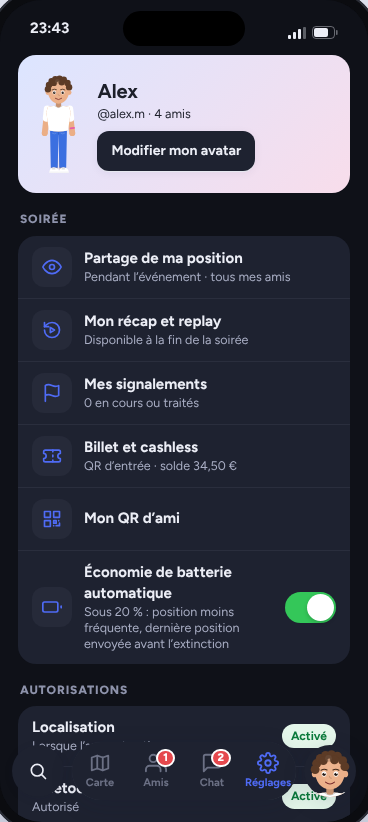 23:43
Alex
@alex.m · 4 amis
Modifier mon avatar
SOIRÉE
Partage de ma position
Pendant l'événement · tous mes amis
Mon récap et replay
Disponible à la fin de la soirée
Mes signalements
0 en cours ou traités
Billet et cashless
QR d'entrée · solde 34,50 €
Mon QR d'ami
Économie de batterie
automatique
Sous 20 % : position moins
fréquente, dernière position
envoyée avant l'extinction
AUTORISATIONS
Localisation
Activé
Lorsque
1
2
Carte
Amis
Chat
Réglages
Activé
Autorisé